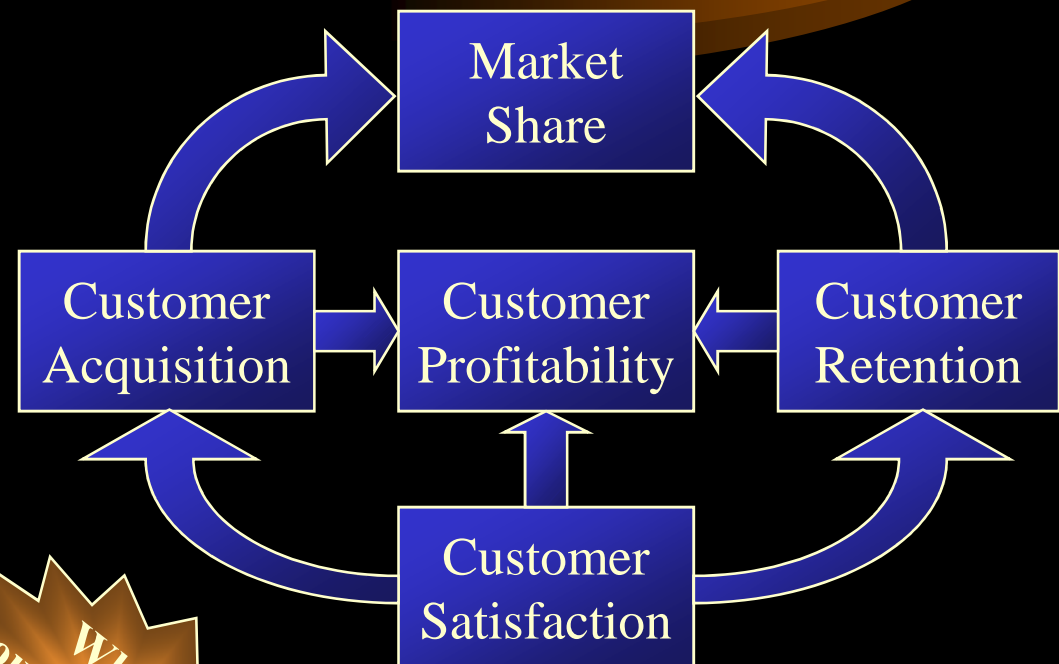 Market
Share
Customer
Acquisition
Customer
Profitability
Customer
Retention
Customer
Satisfaction